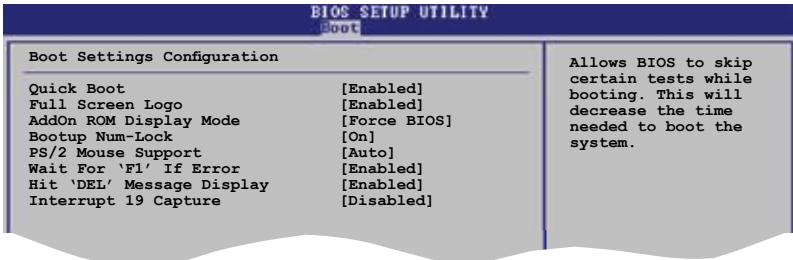 BIOS SETUP UTILITY
Boot
Boot Settings Configuration
Quick Boot [Enabled]
Full Screen Logo [Enabled]
AddOn ROM Display Mode [Force BIOS]
Bootup Num-Lock [On]
PS/2 Mouse Support [Auto]
Wait For ‘F1’ If Error [Enabled]
Hit ‘DEL’ Message Display [Enabled]
Interrupt 19 Capture [Disabled]
Allows BIOS to skip
certain tests while
booting. This will
decrease the time
needed to boot the
system.